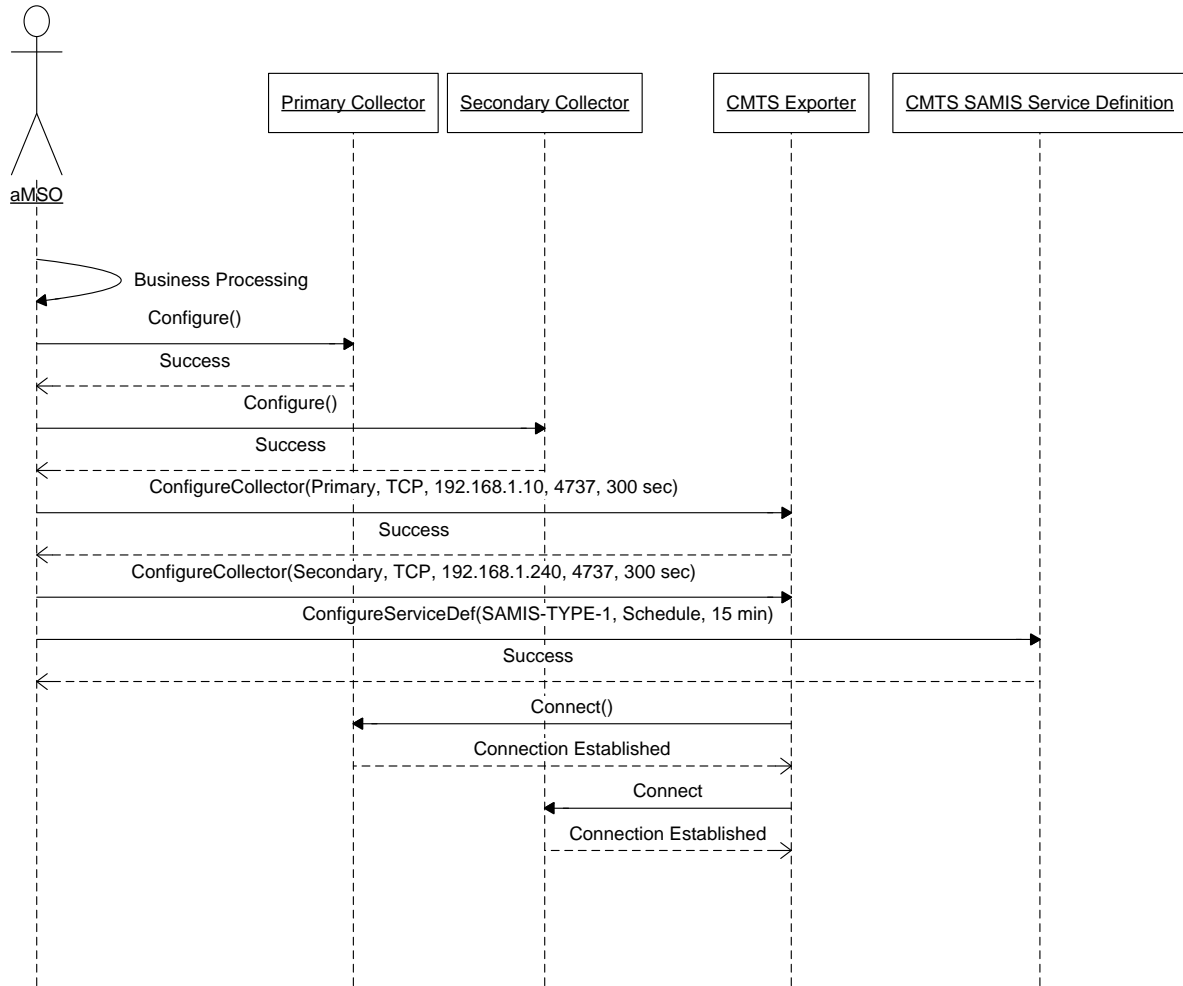 Primary Collector
Secondary Collector
CMTS Exporter
CMTS SAMIS Service Definition
aMSO
Business Processing
Configure()
Success
Configure()
Success
ConfigureCollector(Primary, TCP, 192.168.1.10, 4737, 300 sec)
Success
ConfigureCollector(Secondary, TCP, 192.168.1.240, 4737, 300 sec)
ConfigureServiceDef(SAMIS-TYPE-1, Schedule, 15 min)
Success
Connect()
Connection Established
Connect
Connection Established